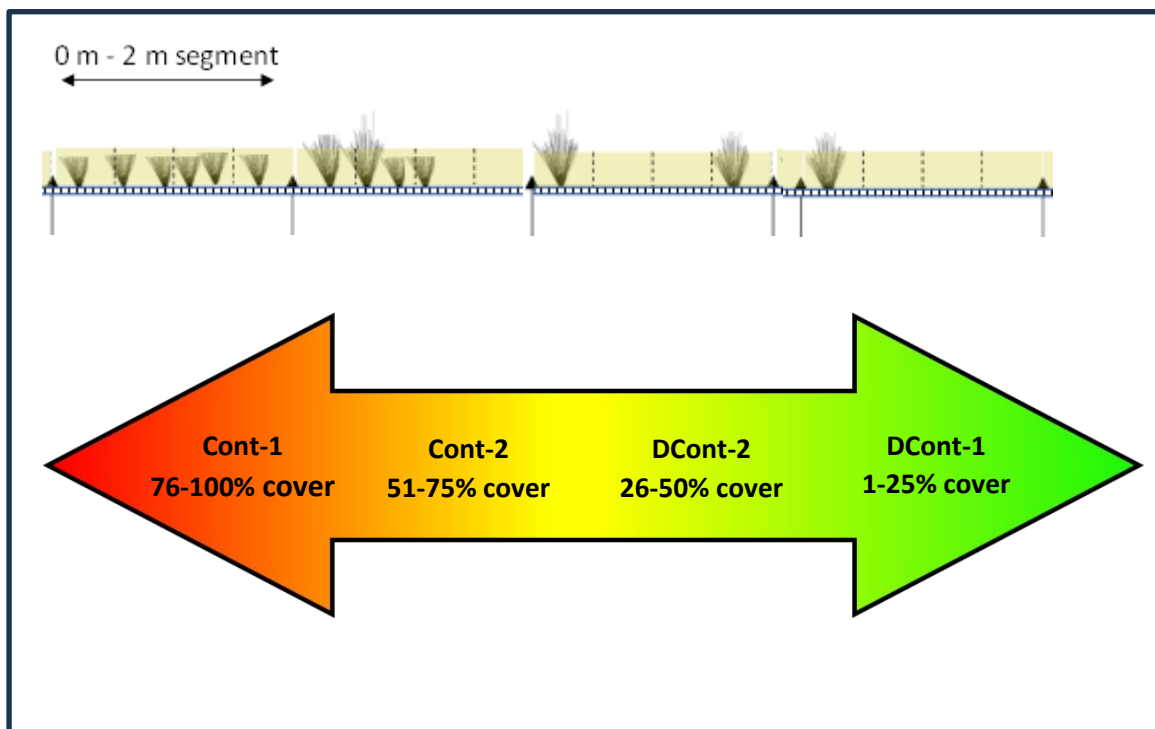 0 m - 2 m segment
Cont-1
76-100% cover
Cont-2
51-75% cover
DCont-2
26-50% cover
DCont-1
1-25% cover